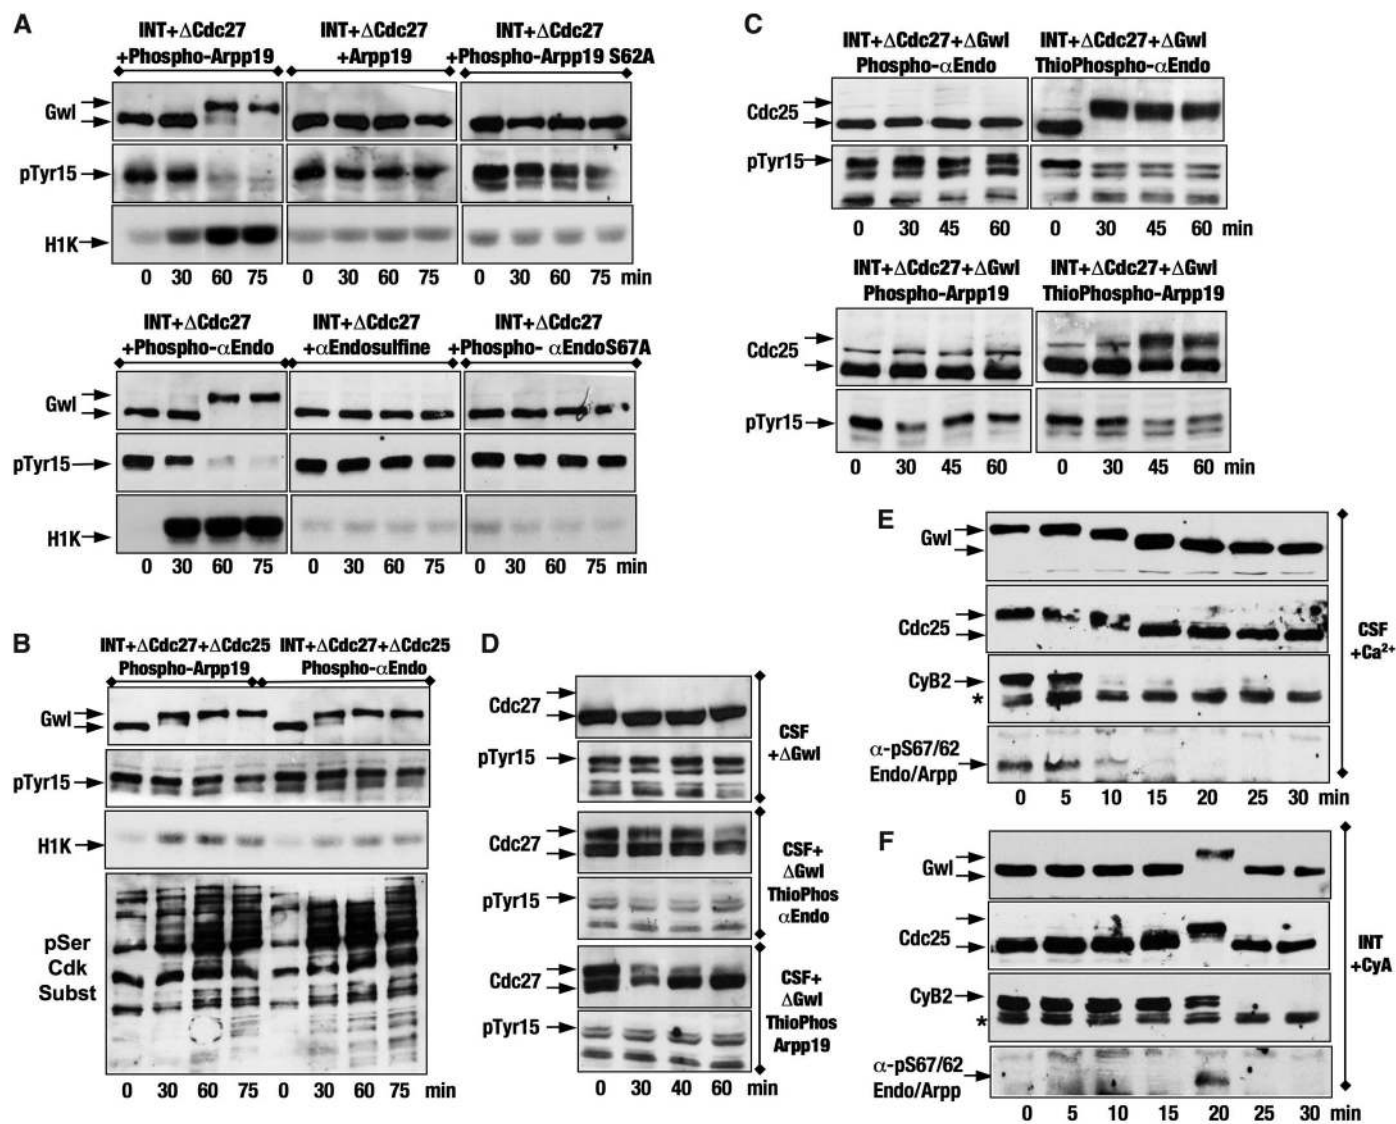 A
INT+ΔCdc27 INT+ΔCdc27 INT+ΔCdc27
+Phospho-Arpp19 +Arpp19 +Phospho-Arpp19 S62A
Gwl
pTyr15
H1K
0 30 60 75 0 30 60 75 0 30 60 75 min
INT+ΔCdc27 INT+ΔCdc27 INT+ΔCdc27
+Phospho-αEndo +αEndosulfine +Phospho- αEndoS67A
Gwl
pTyr15
H1K
0 30 60 75 0 30 60 75 0 30 60 75 min
B
INT+ΔCdc27+ΔCdc25 INT+ΔCdc27+ΔCdc25
Phospho-Arpp19 Phospho-αEndo
Gwl
pTyr15
H1K
pSer
Cdk
Subst
0 30 60 75 0 30 60 75 min
C
INT+ΔCdc27+ΔGwl INT+ΔCdc27+ΔGwl
Phospho-αEndo ThioPhospho-αEndo
Cdc25
pTyr15
0 30 45 60 0 30 45 60 min
INT+ΔCdc27+ΔGwl INT+ΔCdc27+ΔGwl
Phospho-Arpp19 ThioPhospho-Arpp19
Cdc25
pTyr15
0 30 45 60 0 30 45 60 min
D
Cdc27
pTyr15
CSF
+ΔGwl
Cdc27
pTyr15
CSF+
ΔGwl
ThioPhos
αEndo
Cdc27
pTyr15
CSF+
ΔGwl
ThioPhos
Arpp19
0 30 40 60 min
E
Gwl
Cdc25
CyB2
*
α-pS67/62
Endo/Arpp
CSF
+Ca²⁺
0 5 10 15 20 25 30 min
F
Gwl
Cdc25
CyB2
*
α-pS67/62
Endo/Arpp
INT
+CyA
0 5 10 15 20 25 30 min